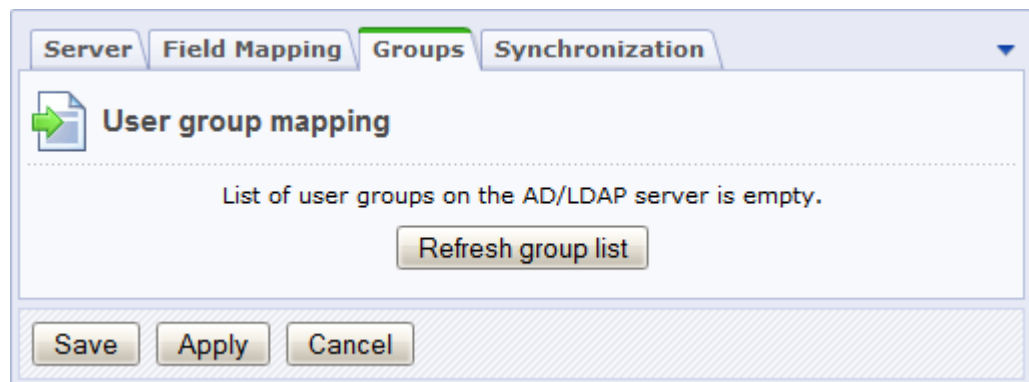 Server Field Mapping Groups Synchronization
User group mapping
List of user groups on the AD/LDAP server is empty.
Refresh group list
Save Apply Cancel